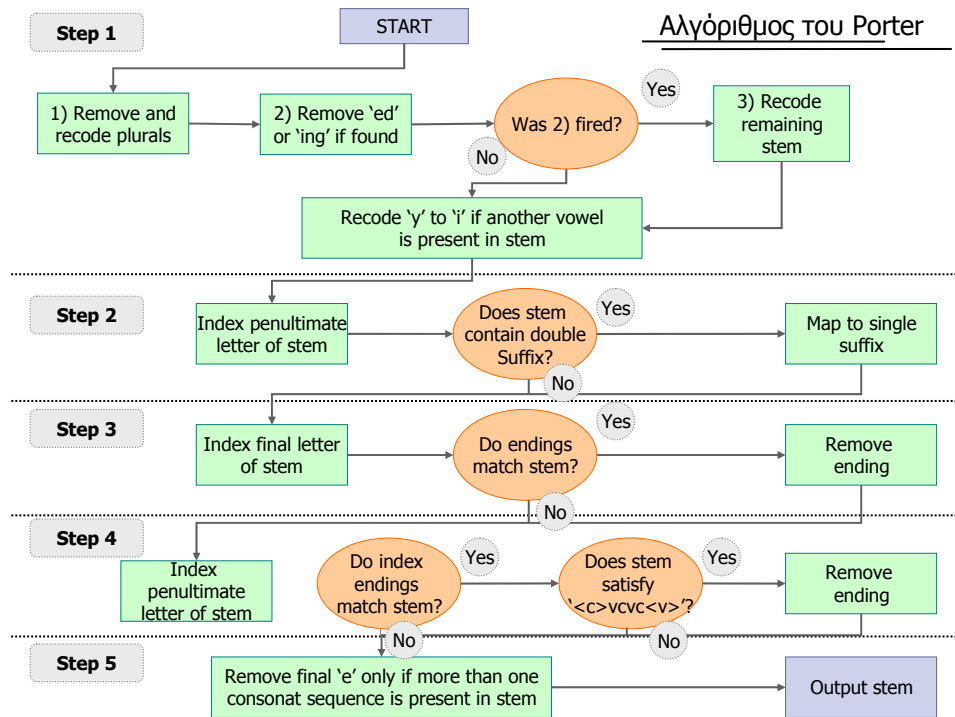 Step 1
START
Αλγόριθμος του Porter
1) Remove and
recode plurals
2) Remove ‘ed’
or ‘ing’ if found
Was 2) fired?
Yes
No
3) Recode
remaining
stem
Recode ‘y’ to ‘i’ if another vowel
is present in stem
Step 2
Index penultimate
letter of stem
Does stem
contain double
Suffix?
Yes
No
Map to single
suffix
Step 3
Index final letter
of stem
Do endings
match stem?
Yes
No
Remove
ending
Step 4
Index
penultimate
letter of stem
Do index
endings
match stem?
Yes
No
Does stem
satisfy
‘<c>vcvc<v>’?
Yes
No
Remove
ending
Step 5
Remove final ‘e’ only if more than one
consonat sequence is present in stem
Output stem